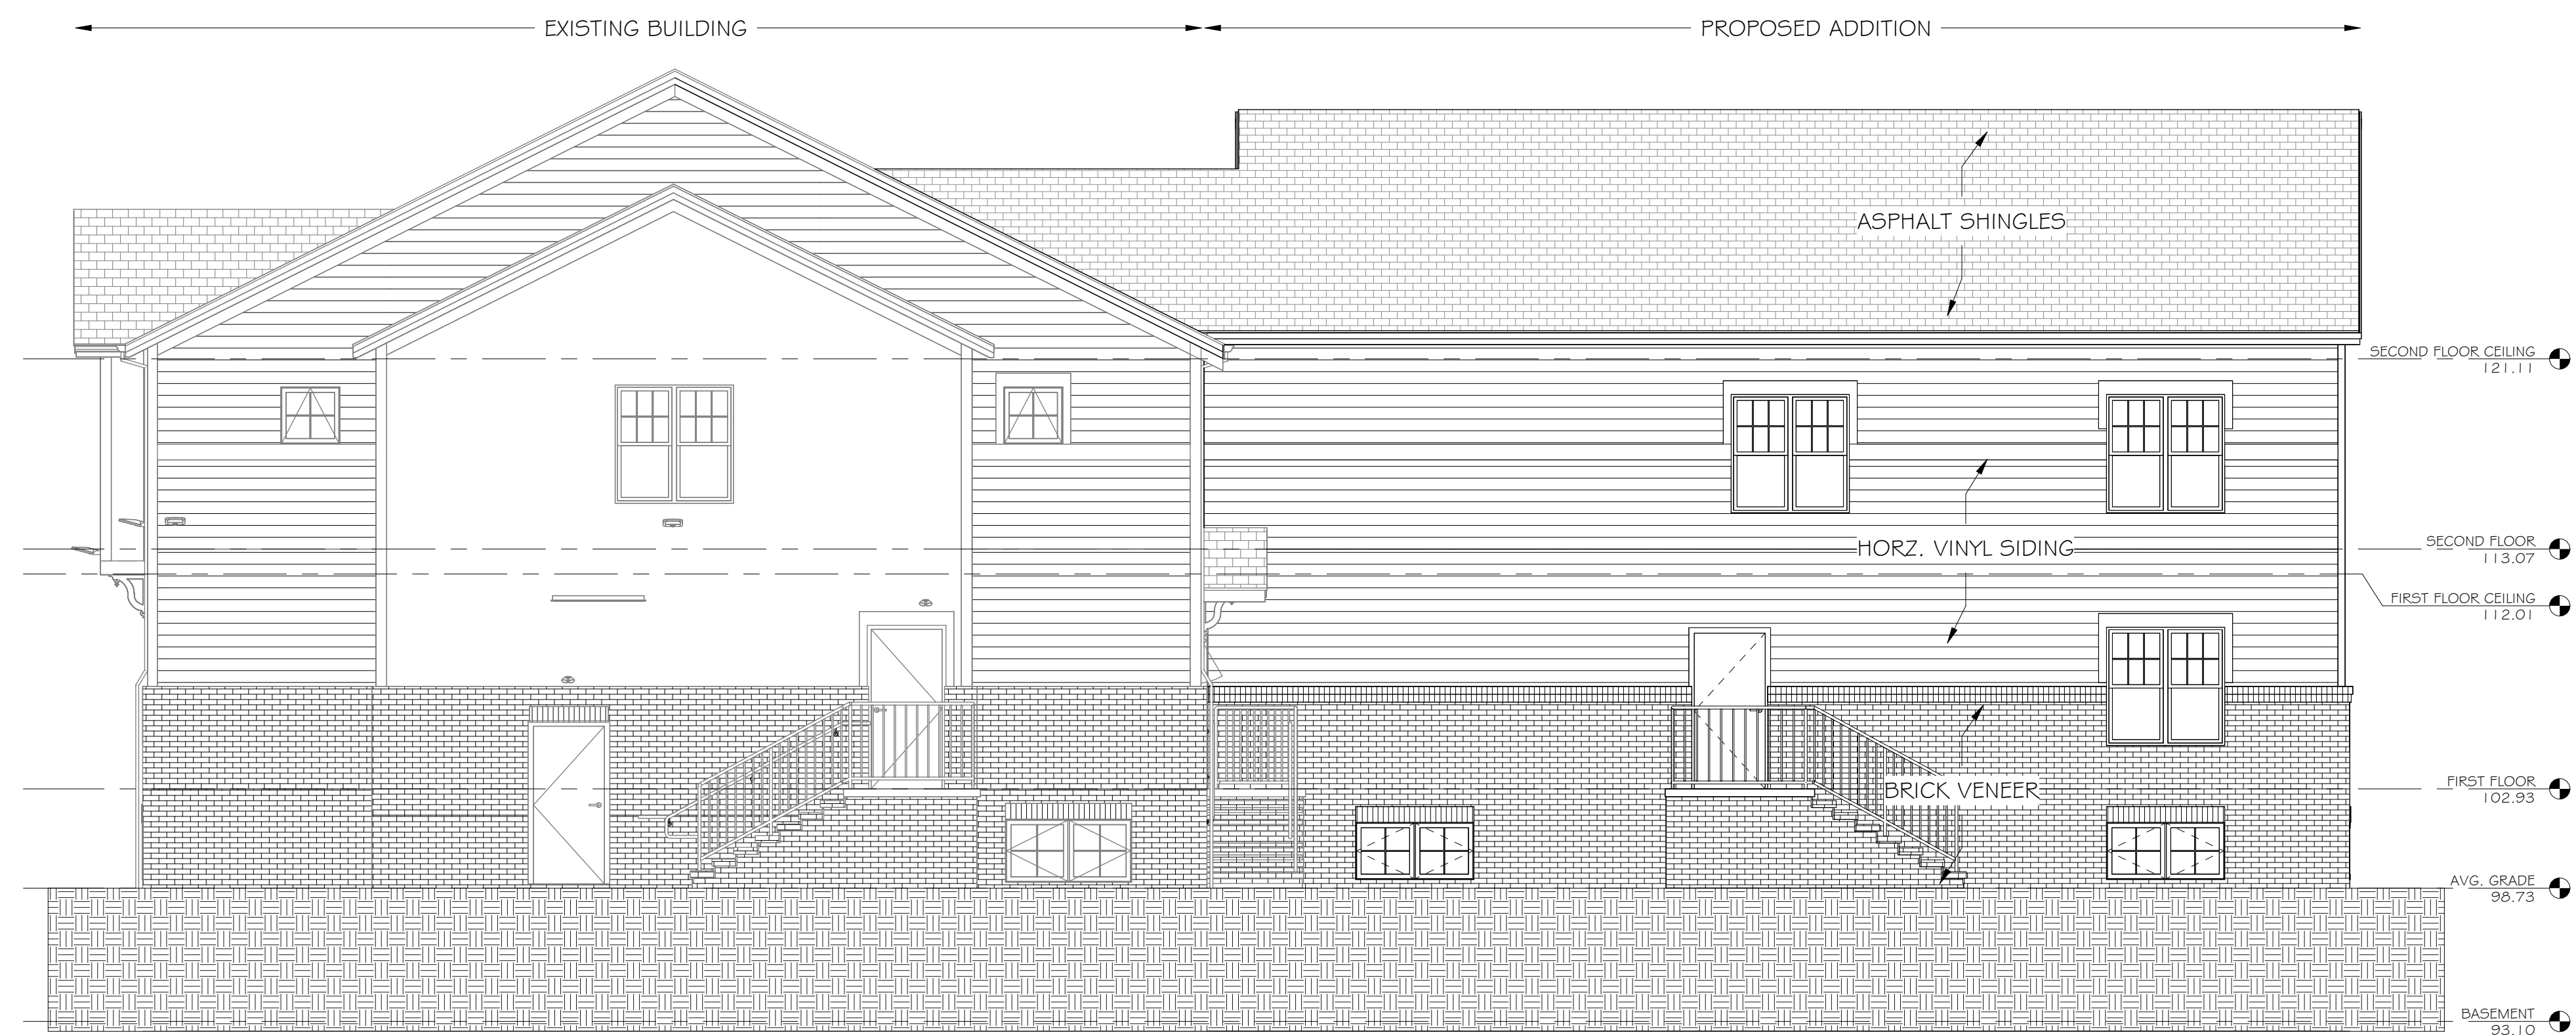 EXISTING BUILDING
PROPOSED ADDITION
ASPHALT SHINGLES
SECOND FLOOR CEILING
121.11
HORZ. VINYL SIDING
SECOND FLOOR
113.07
FIRST FLOOR CEILING
112.01
BRICK VENEER
FIRST FLOOR
102.93
AVG. GRADE
98.73
BASEMENT
93.10